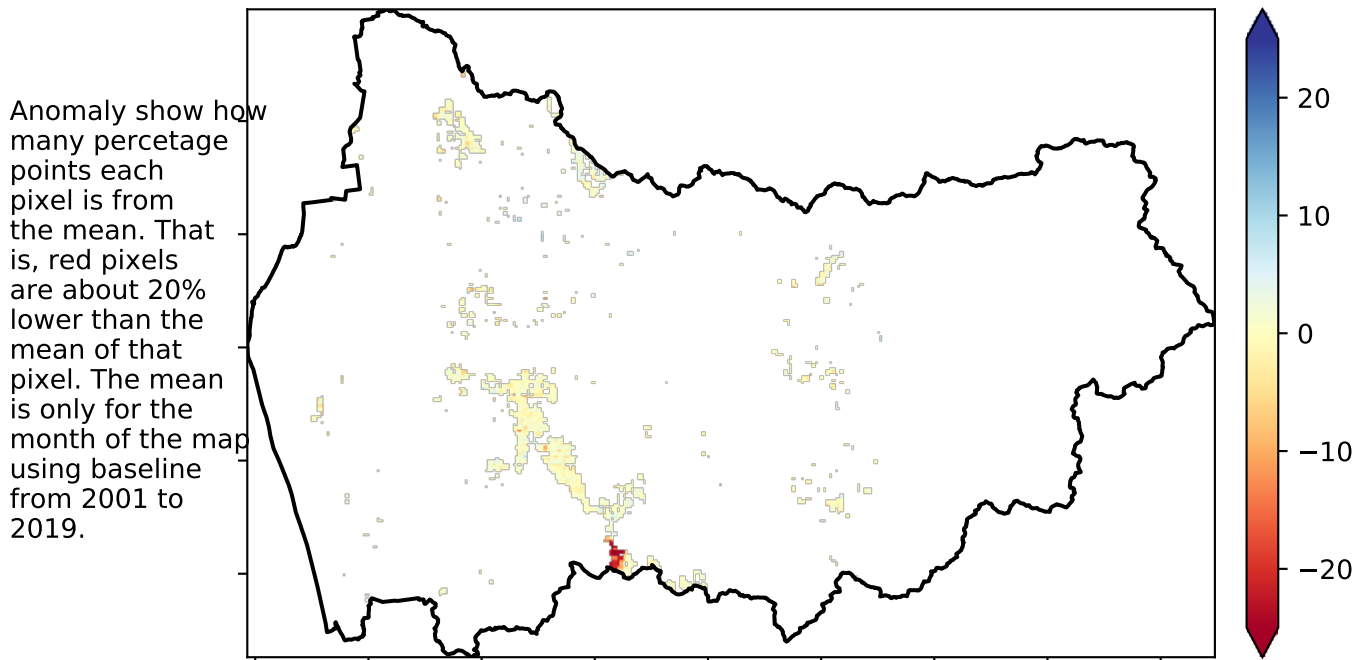 Anomaly show how
many percetage
points each
pixel is from
the mean. That
is, red pixels
are about 20%
lower than the
mean of that
pixel. The mean
is only for the
month of the map
using baseline
from 2001 to
2019.
20
10
0
−10
−20